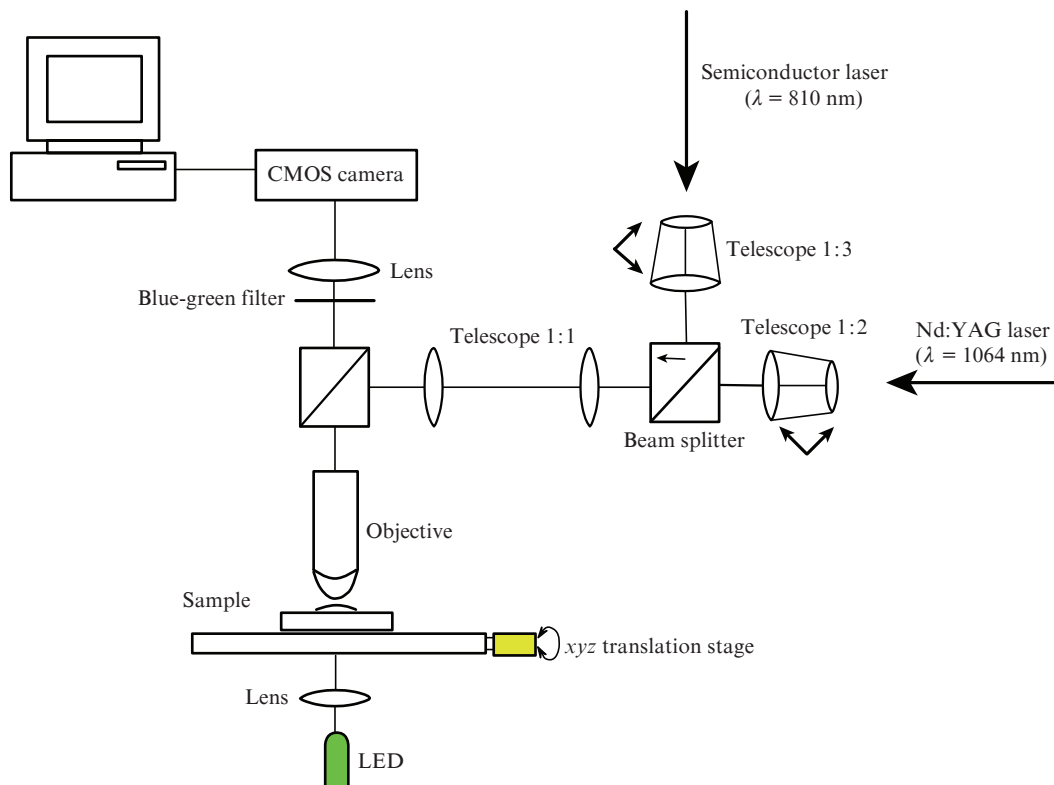 Semiconductor laser
(λ = 810 nm)
CMOS camera
Telescope 1:3
Lens
Blue-green filter
Telescope 1:1
Telescope 1:2
Nd:YAG laser
(λ = 1064 nm)
Beam splitter
Objective
Sample
xyz translation stage
Lens
LED